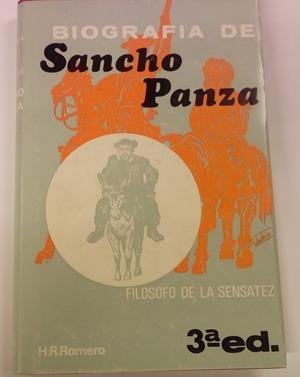 BIOGRAFIA DE
Sancho
Panza
FILOSOFO DE LA SENSATEZ
H.R.Romero
3ªed.